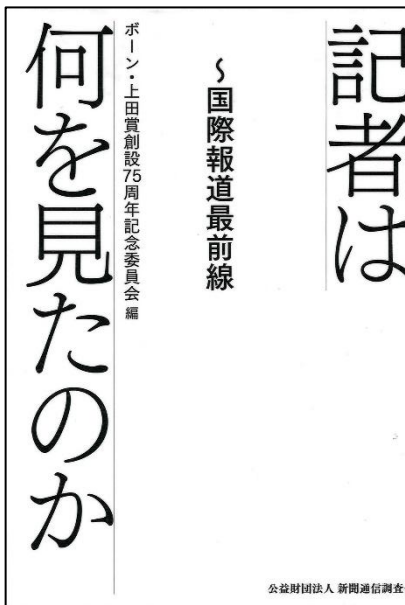 記者は
〜国際報道最前線
ボーン・上田賞創設75周年記念委員会 編
何を見たのか
公益財団法人 新聞通信調査